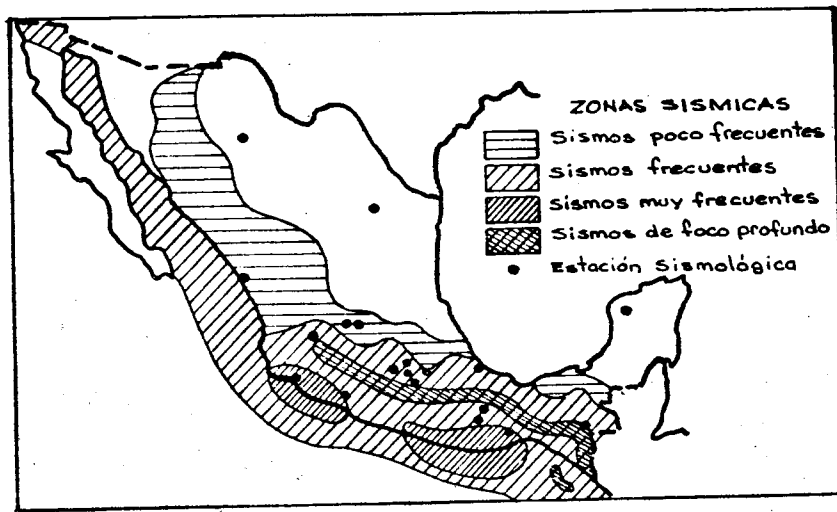 ZONAS SISMICAS
Sismos poco frecuentes
Sismos frecuentes
Sismos muy frecuentes
Sismos de foco profundo
Estación Sismológica